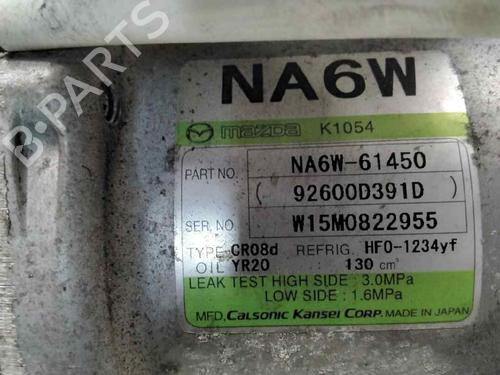 NA6W
mazda K1054
PART NO. NA6W-61450
( 92600D391D )
SER. NO. W15M0822955
TYPE CR08d REFRIG. HFO-1234yf
OIL YR20 : 130 cm³
LEAK TEST HIGH SIDE : 3.0MPa
LOW SIDE : 1.6MPa
MFD. CALSONIC KANSEI CORP. MADE IN JAPAN
B-PARTS